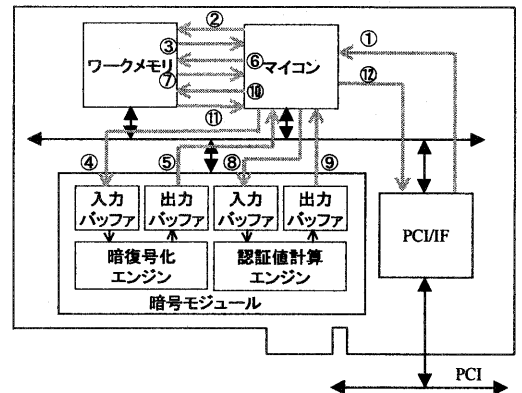 ②
①
③
ワークメモリ
⑥
マイコン
⑦
⑩
⑫
⑪
④
⑤
⑧
⑨
入力
バッファ
出力
バッファ
入力
バッファ
出力
バッファ
暗復号化
エンジン
認証値計算
エンジン
暗号モジュール
PCI/IF
PCI